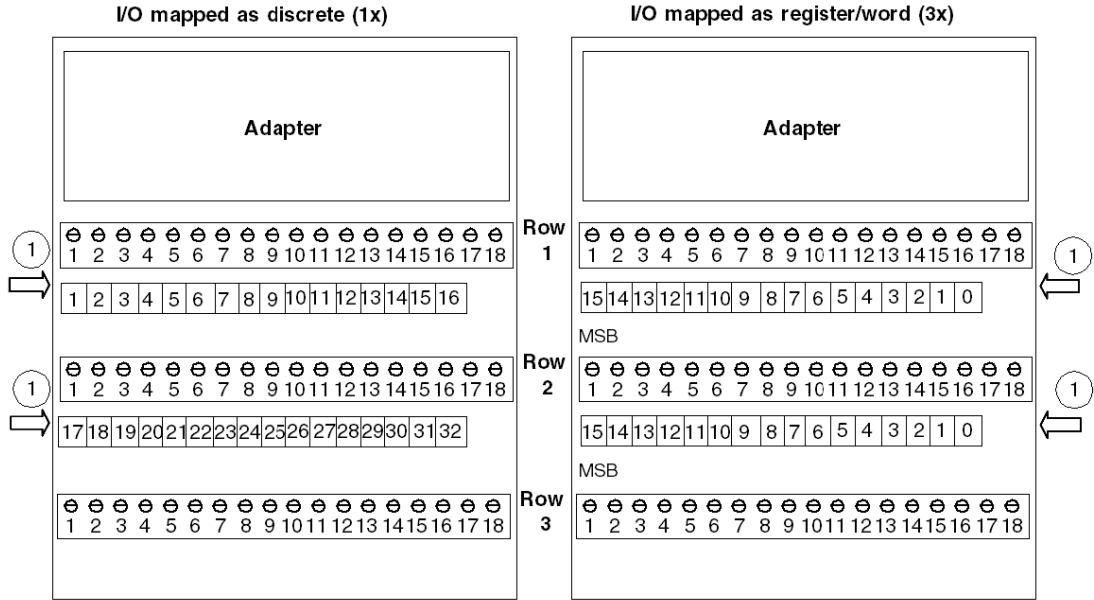 I/O mapped as discrete (1x)
I/O mapped as register/word (3x)
Adapter
Adapter
Row
1
1
1 2 3 4 5 6 7 8 9 10 11 12 13 14 15 16 17 18
1 2 3 4 5 6 7 8 9 10 11 12 13 14 15 16 17 18
1
1 2 3 4 5 6 7 8 9 10 11 12 13 14 15 16
15 14 13 12 11 10 9 8 7 6 5 4 3 2 1 0
MSB
Row
2
1
1 2 3 4 5 6 7 8 9 10 11 12 13 14 15 16 17 18
1 2 3 4 5 6 7 8 9 10 11 12 13 14 15 16 17 18
1
17 18 19 20 21 22 23 24 25 26 27 28 29 30 31 32
15 14 13 12 11 10 9 8 7 6 5 4 3 2 1 0
MSB
Row
3
1 2 3 4 5 6 7 8 9 10 11 12 13 14 15 16 17 18
1 2 3 4 5 6 7 8 9 10 11 12 13 14 15 16 17 18